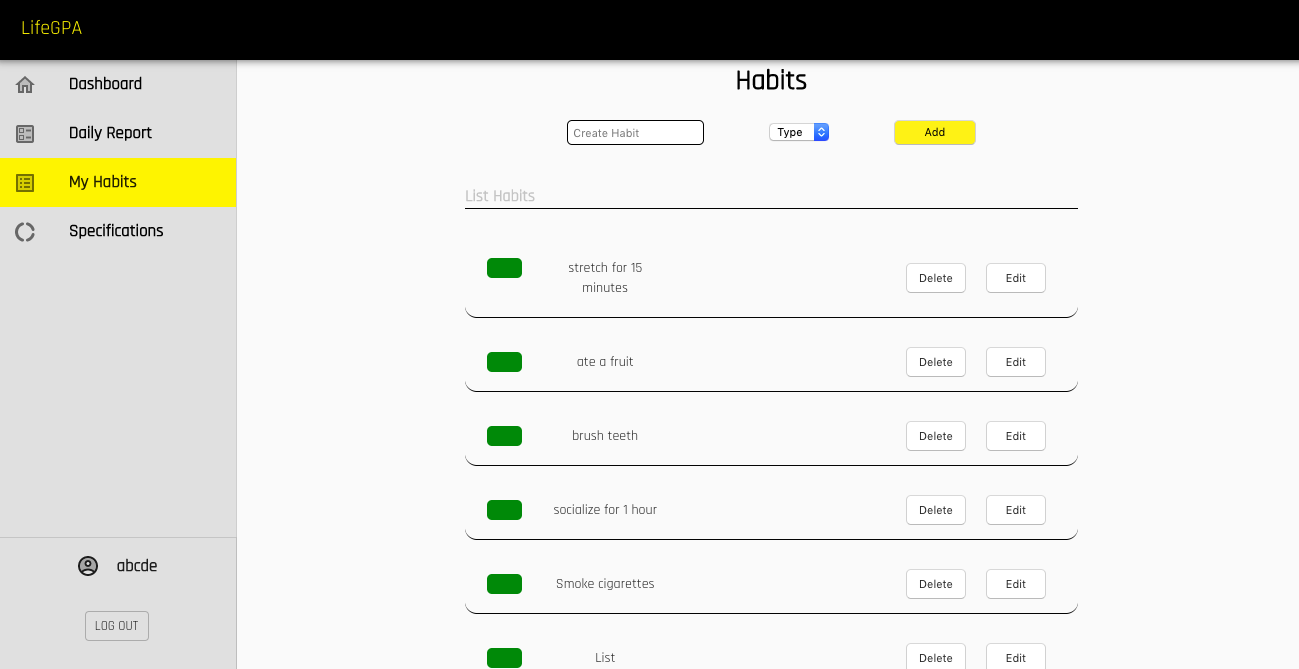 LifeGPA
Dashboard
Daily Report
My Habits
Specifications
abcde
LOG OUT
Habits
Create Habit
Type
Add
List Habits
stretch for 15
minutes
Delete
Edit
ate a fruit
Delete
Edit
brush teeth
Delete
Edit
socialize for 1 hour
Delete
Edit
Smoke cigarettes
Delete
Edit
List
Delete
Edit